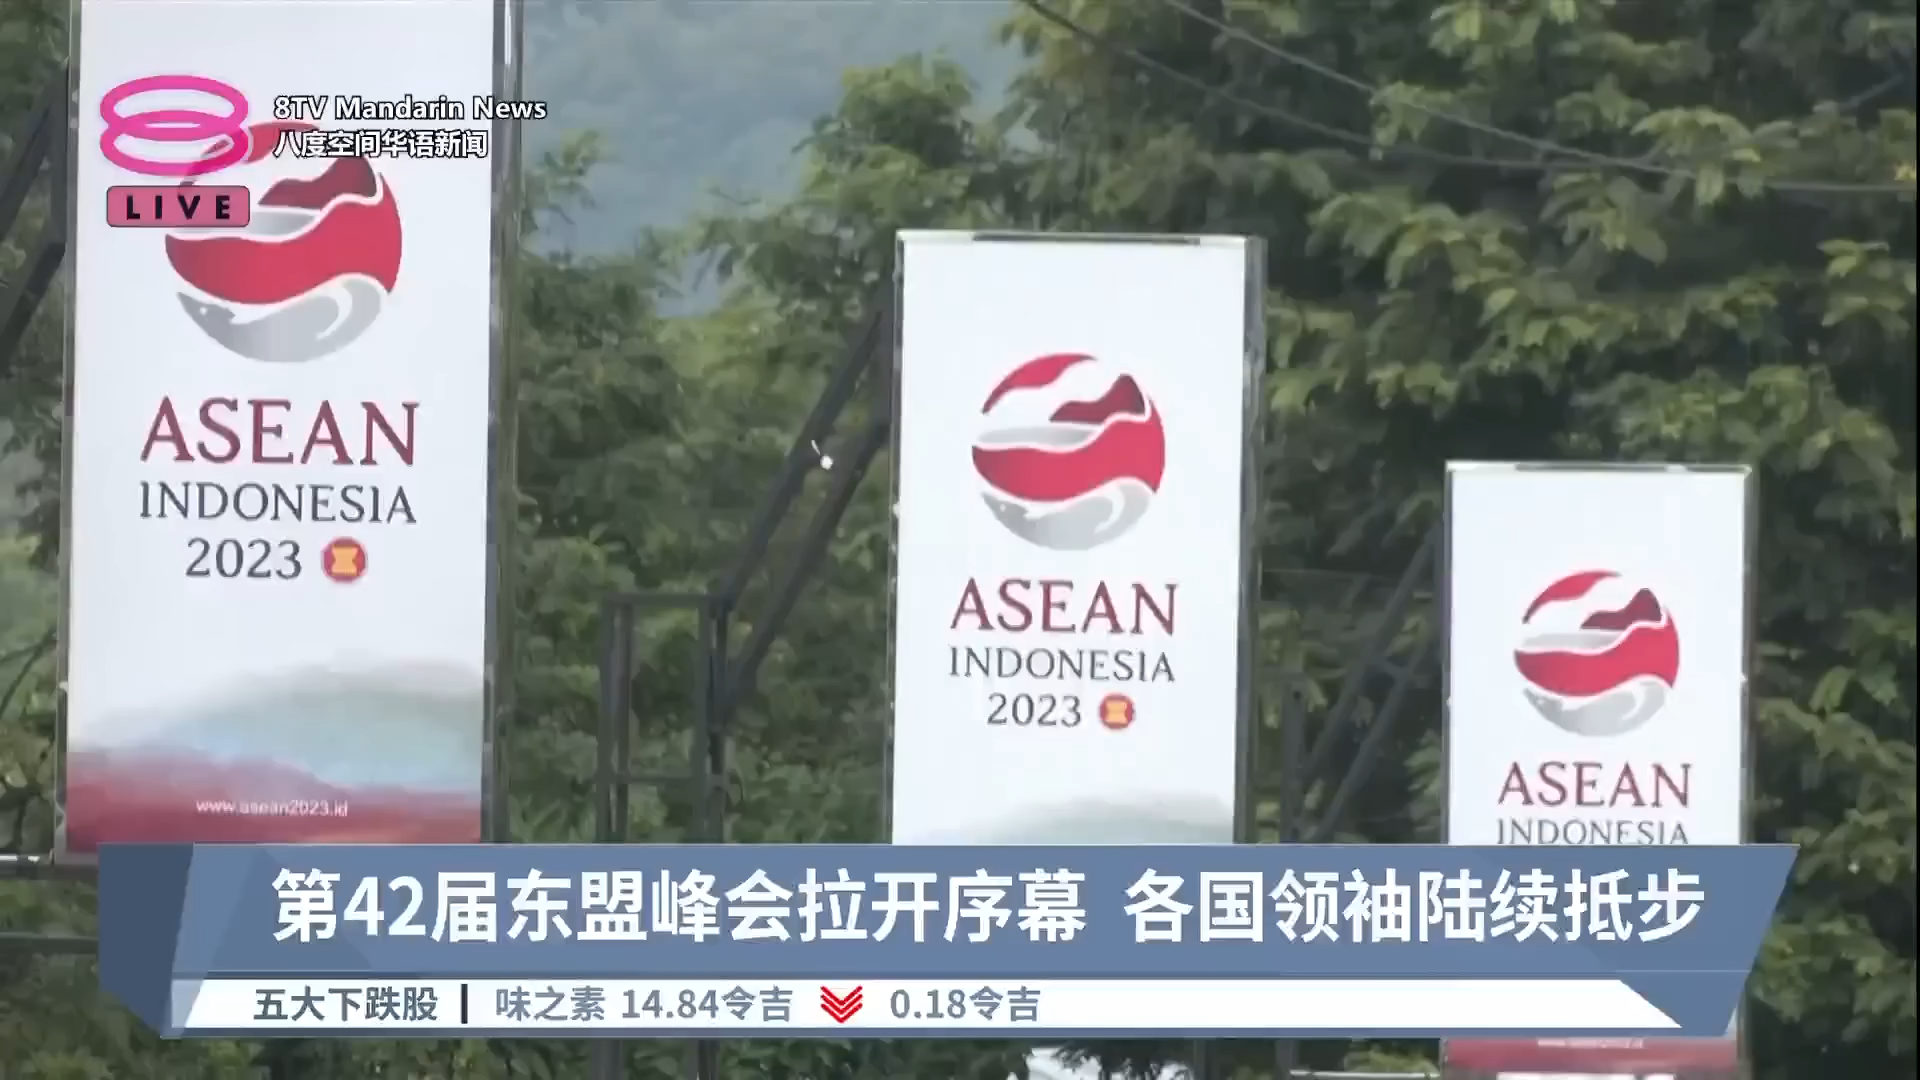 8TV Mandarin News
八度空间华语新闻
LIVE
ASEAN
INDONESIA
2023
www.asean2023.id
ASEAN
INDONESIA
2023
ASEAN
INDONESIA
第42届东盟峰会拉开序幕 各国领袖陆续抵步
五大下跌股 | 味之素 14.84令吉 0.18令吉